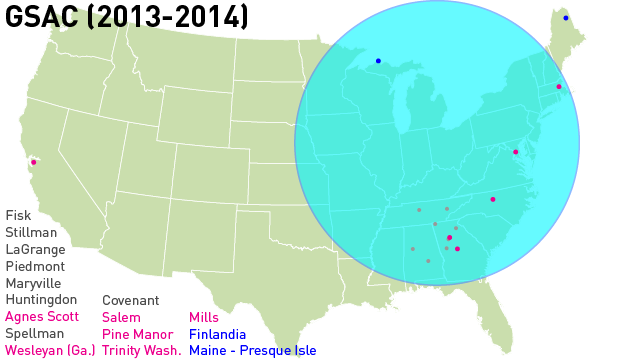 GSAC (2013-2014)
Fisk
Stillman
LaGrange
Piedmont
Maryville
Huntingdon
Agnes Scott
Spellman
Wesleyan (Ga.)
Covenant
Salem
Pine Manor
Trinity Wash.
Mills
Finlandia
Maine - Presque Isle